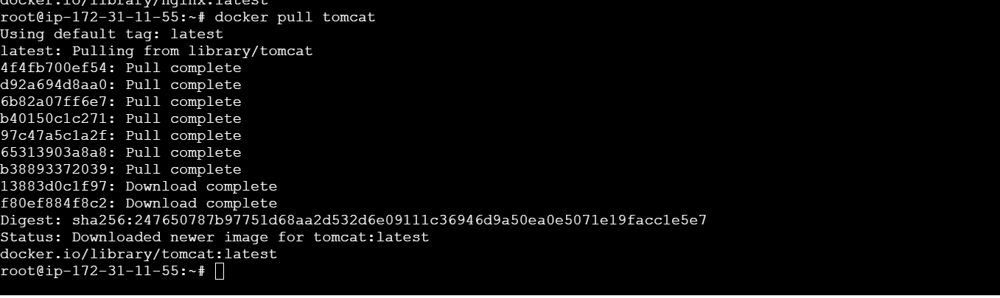 docker.io/library/nginx:latest
root@ip-172-31-11-55:~# docker pull tomcat
Using default tag: latest
latest: Pulling from library/tomcat
4f4fb700ef54: Pull complete
d92a694d8aa0: Pull complete
6b82a07ff6e7: Pull complete
b40150c1c271: Pull complete
97c47a5c1a2f: Pull complete
65313903a8a8: Pull complete
b38893372039: Pull complete
13883d0c1f97: Download complete
f80ef884f8c2: Download complete
Digest: sha256:247650787b97751d68aa2d532d6e09111c36946d9a50ea0e5071e19facc1e5e7
Status: Downloaded newer image for tomcat:latest
docker.io/library/tomcat:latest
root@ip-172-31-11-55:~#